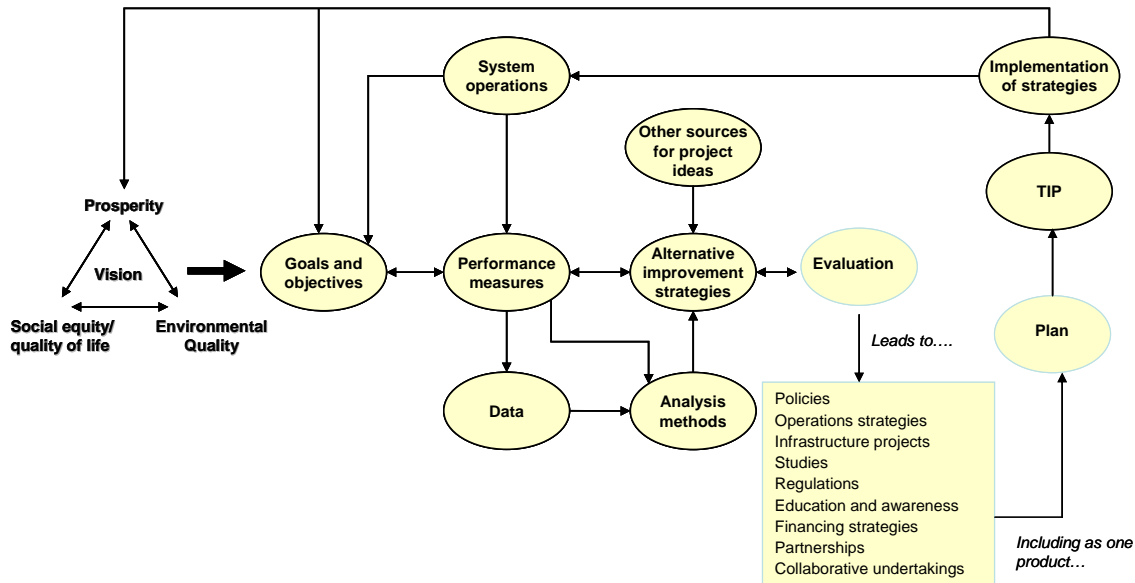 System
operations
Implementation
of strategies
Other sources
for project
ideas
TIP
Prosperity
Vision
Social equity/
quality of life
Environmental
Quality
Goals and
objectives
Performance
measures
Alternative
improvement
strategies
Evaluation
Plan
Leads to....
Data
Analysis
methods
Policies
Operations strategies
Infrastructure projects
Studies
Regulations
Education and awareness
Financing strategies
Partnerships
Collaborative undertakings
Including as one
product...